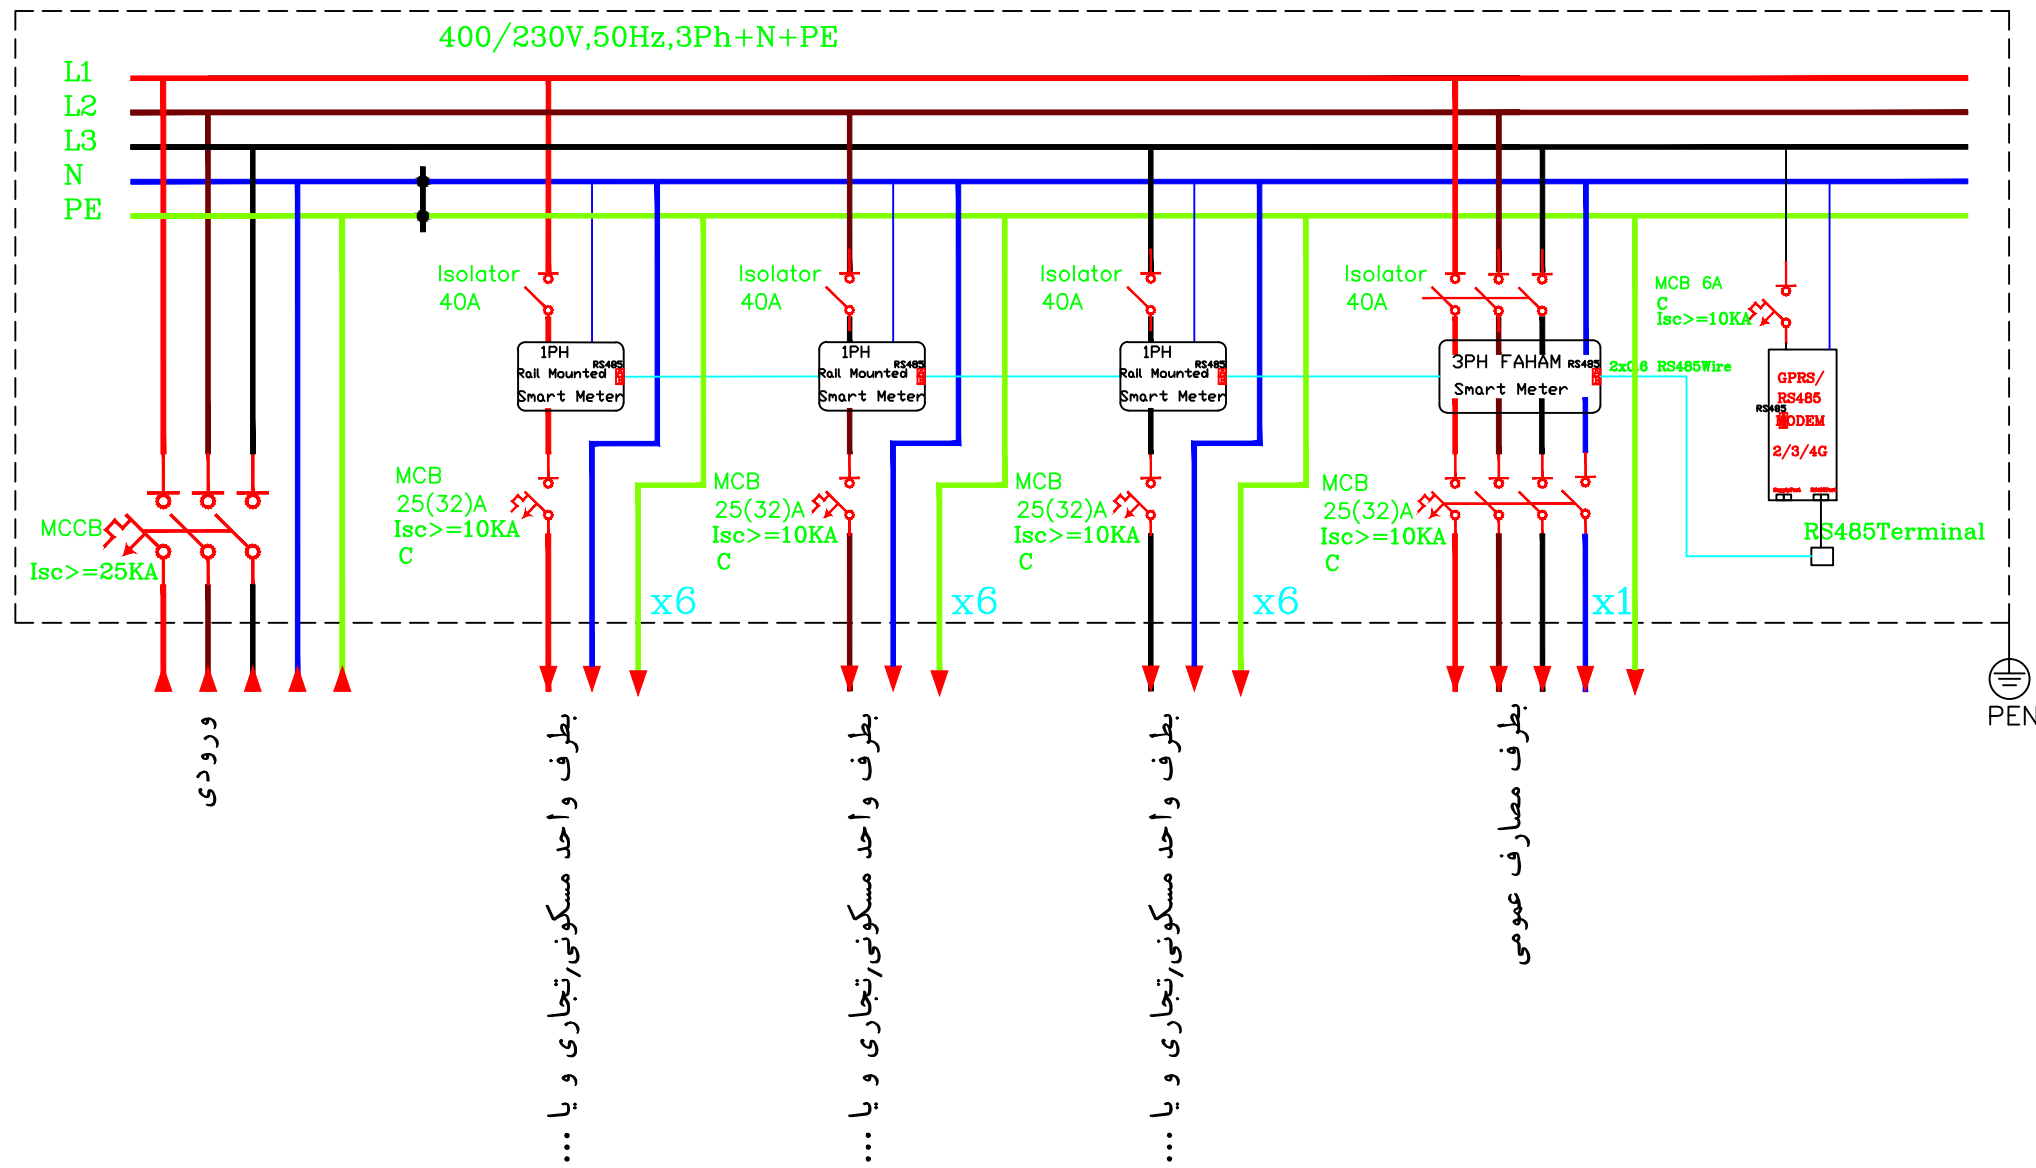 400/230V,50Hz,3Ph+N+PE
L1
L2
L3
N
PE
Isolator
40A
Isolator
40A
Isolator
40A
Isolator
40A
MCB 6A
C
Isc>=10KA
1PH
RS485
Rail Mounted
Smart Meter
1PH
RS485
Rail Mounted
Smart Meter
1PH
RS485
Rail Mounted
Smart Meter
3PH FAHAM
RS485
Smart Meter
2x0.6 RS485Wire
GPRS/
RS485
RS485
MODEM
2/3/4G
RS485Terminal
MCCB
Isc>=25KA
MCB
25(32)A
Isc>=10KA
C
MCB
25(32)A
Isc>=10KA
C
MCB
25(32)A
Isc>=10KA
C
MCB
25(32)A
Isc>=10KA
C
x6
x6
x6
x1
PEN
ورودی
بطرف واحد مسکونی,تجاری و یا ...
بطرف واحد مسکونی,تجاری و یا ...
بطرف واحد مسکونی,تجاری و یا ...
بطرف مصارف عمومی